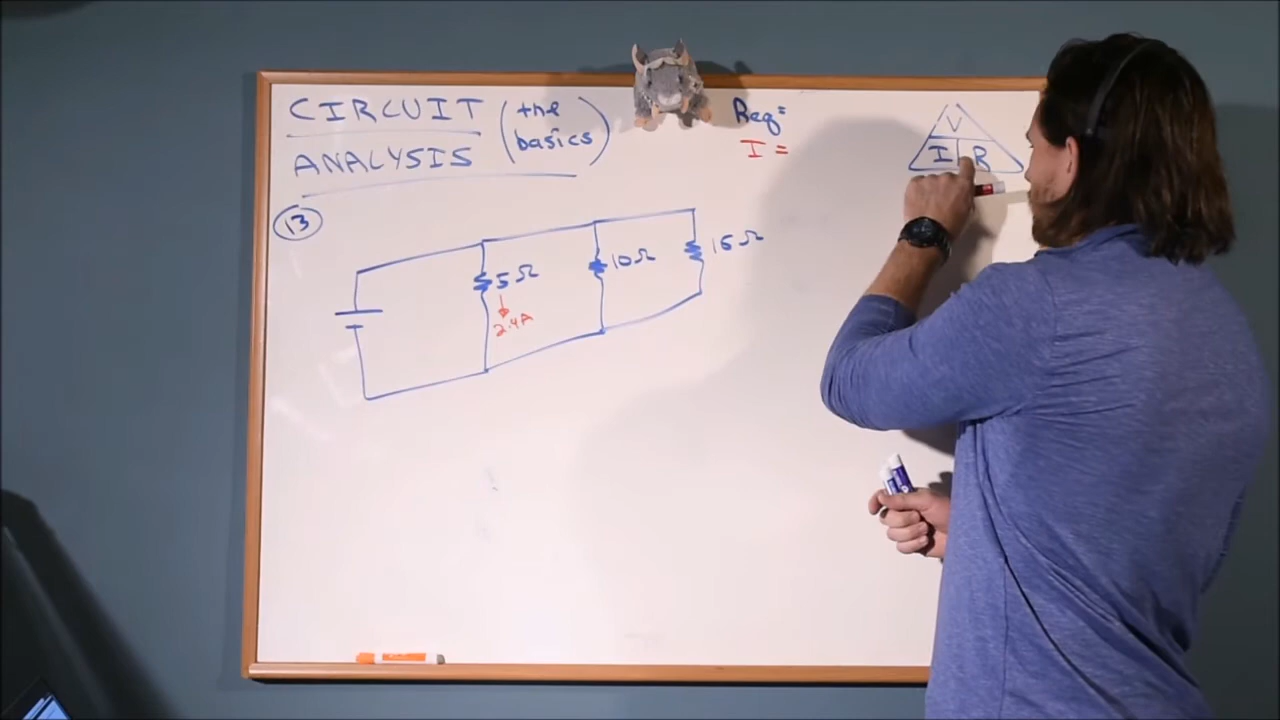 CIRCUIT (the
ANALYSIS basics)
Req=
I =
V
I R
13
5Ω
10Ω
15Ω
2.4A